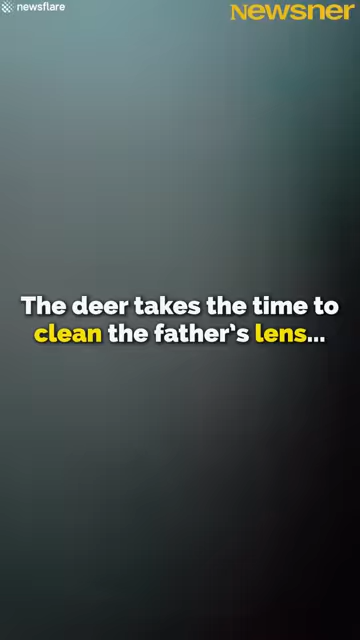 newsflare
Newsner
The deer takes the time to
clean the father's lens...